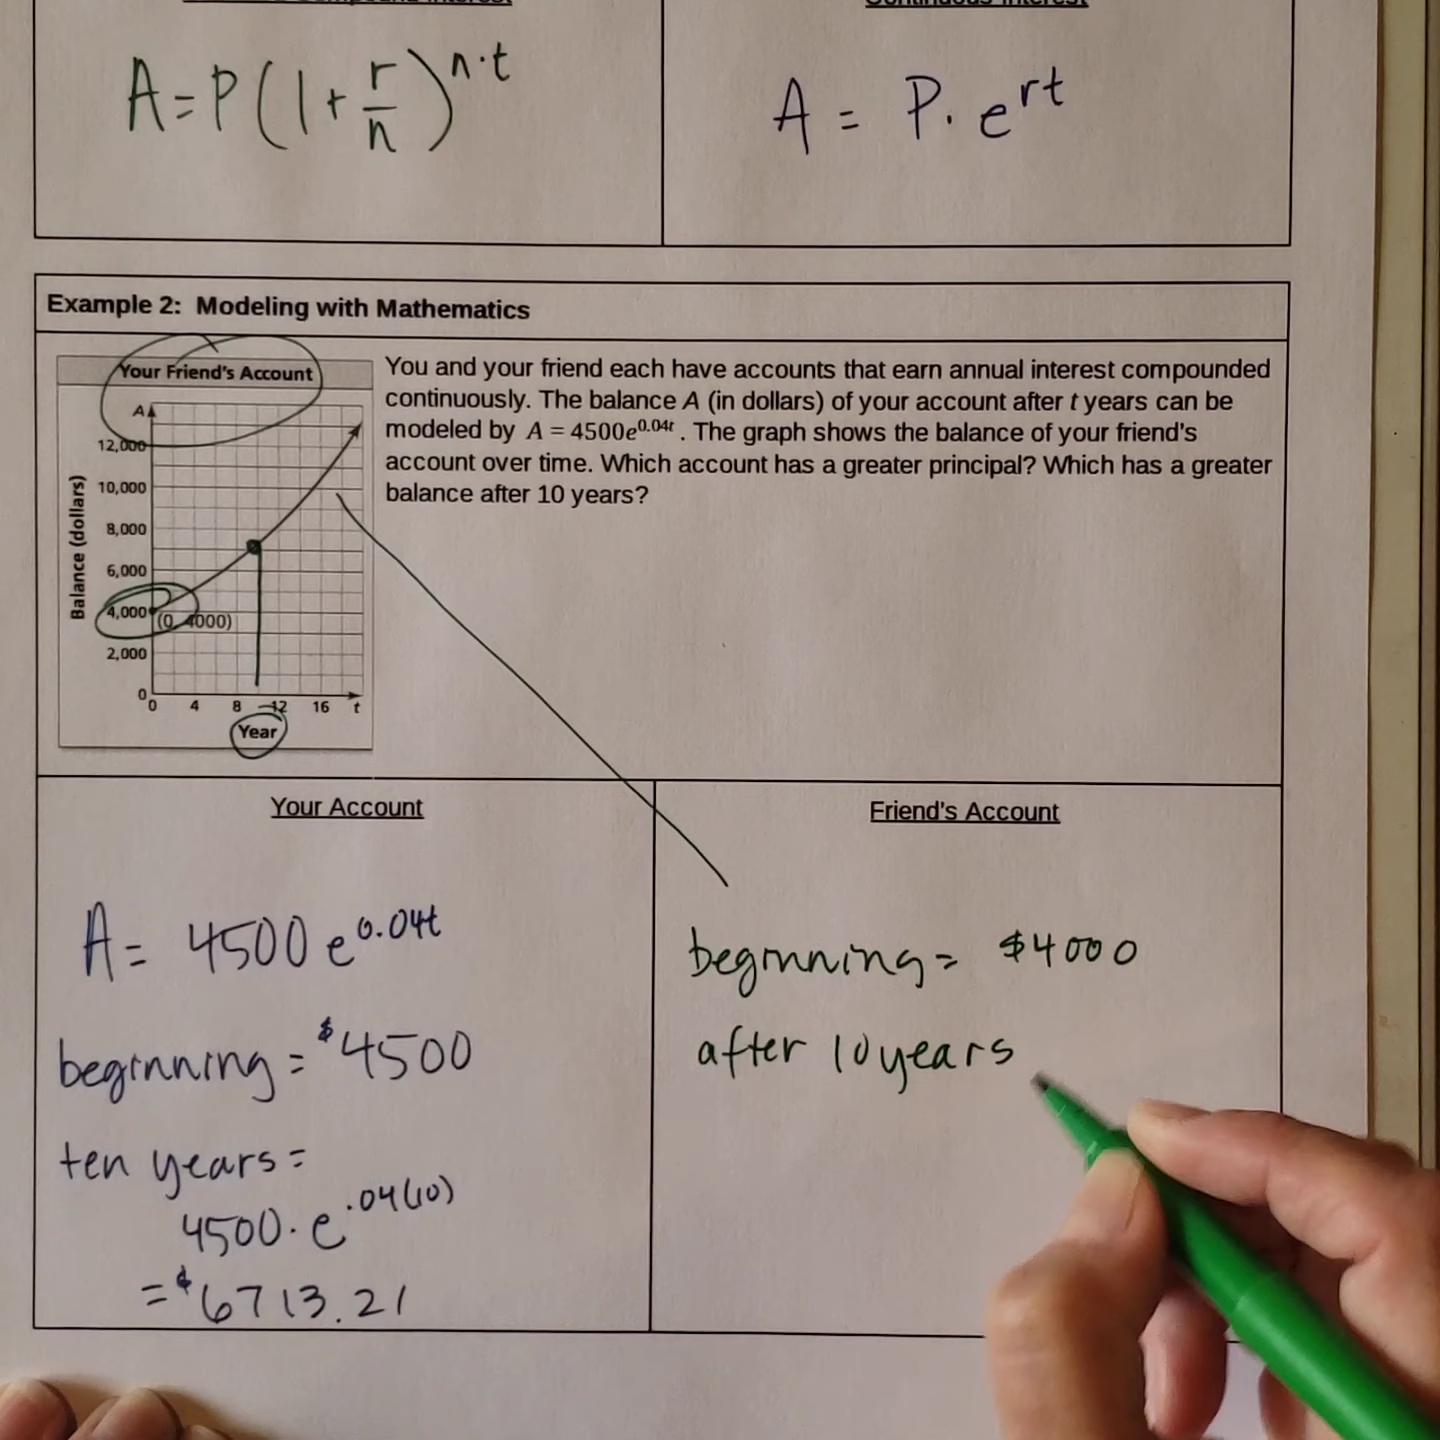 A = P(1 + r/n)^n·t
A = P·e^rt
Example 2: Modeling with Mathematics
Your Friend's Account
A
12,000
10,000
8,000
6,000
4,000
2,000
0
(0, 4000)
Balance (dollars)
0 4 8 12 16 t
Year
You and your friend each have accounts that earn annual interest compounded
continuously. The balance A (in dollars) of your account after t years can be
modeled by A = 4500e^0.04t. The graph shows the balance of your friend's
account over time. Which account has a greater principal? Which has a greater
balance after 10 years?
Your Account
A = 4500 e^0.04t
beginning = $4500
ten years =
4500·e^.04(10)
= $6713.21
Friend's Account
beginning = $4000
after 10 years